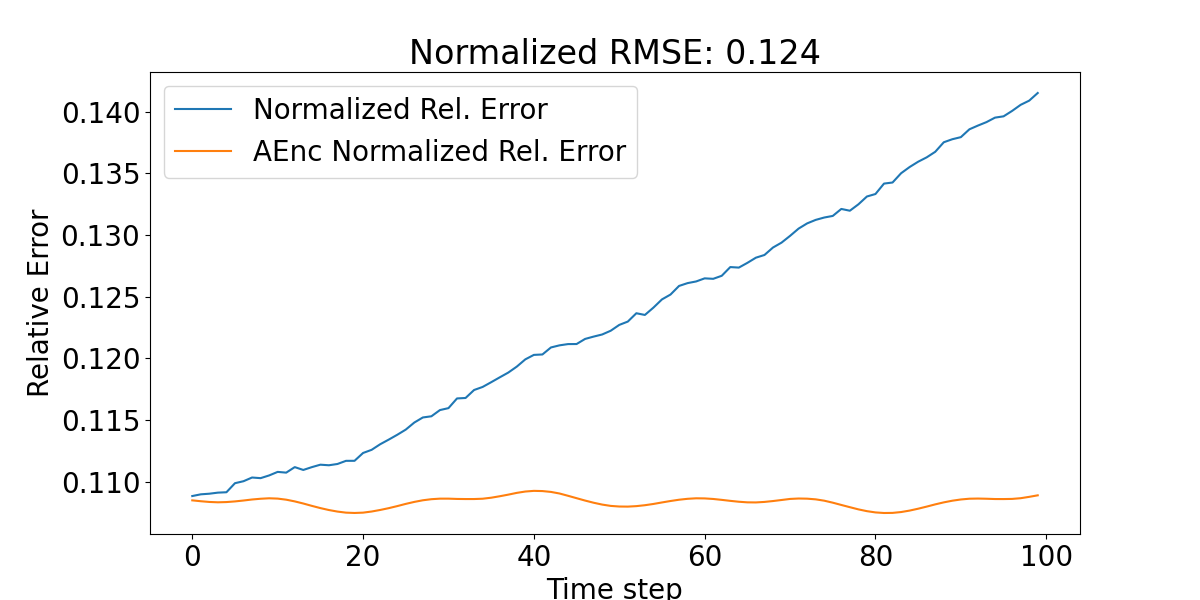 Normalized RMSE: 0.124
Normalized Rel. Error
AEnc Normalized Rel. Error
Relative Error
0.140
0.135
0.130
0.125
0.120
0.115
0.110
0 20 40 60 80 100
Time step